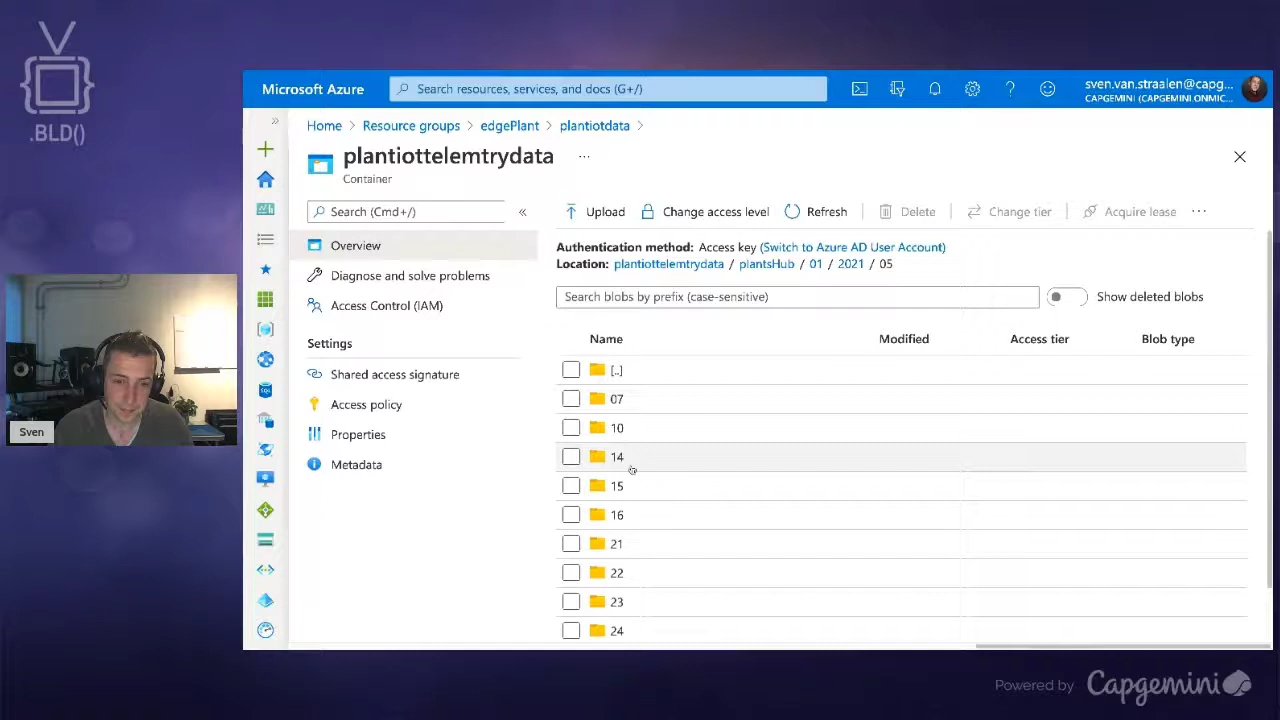 .BLD()
Microsoft Azure
Search resources, services, and docs (G+/)
sven.van.straalen@capg...
CAPGEMINI (CAPGEMINI.ONMIC...
Home > Resource groups > edgePlant > plantiotdata >
plantiottelemtrydata ...
Container
Search (Cmd+/)
Upload
Change access level
Refresh
Delete
Change tier
Acquire lease
...
Overview
Diagnose and solve problems
Access Control (IAM)
Settings
Shared access signature
Access policy
Properties
Metadata
Authentication method: Access key (Switch to Azure AD User Account)
Location: plantiottelemtrydata / plantsHub / 01 / 2021 / 05
Search blobs by prefix (case-sensitive)
Show deleted blobs
Name Modified Access tier Blob type
[..]
07
10
14
15
16
21
22
23
24
Sven
SQL
Powered by Capgemini